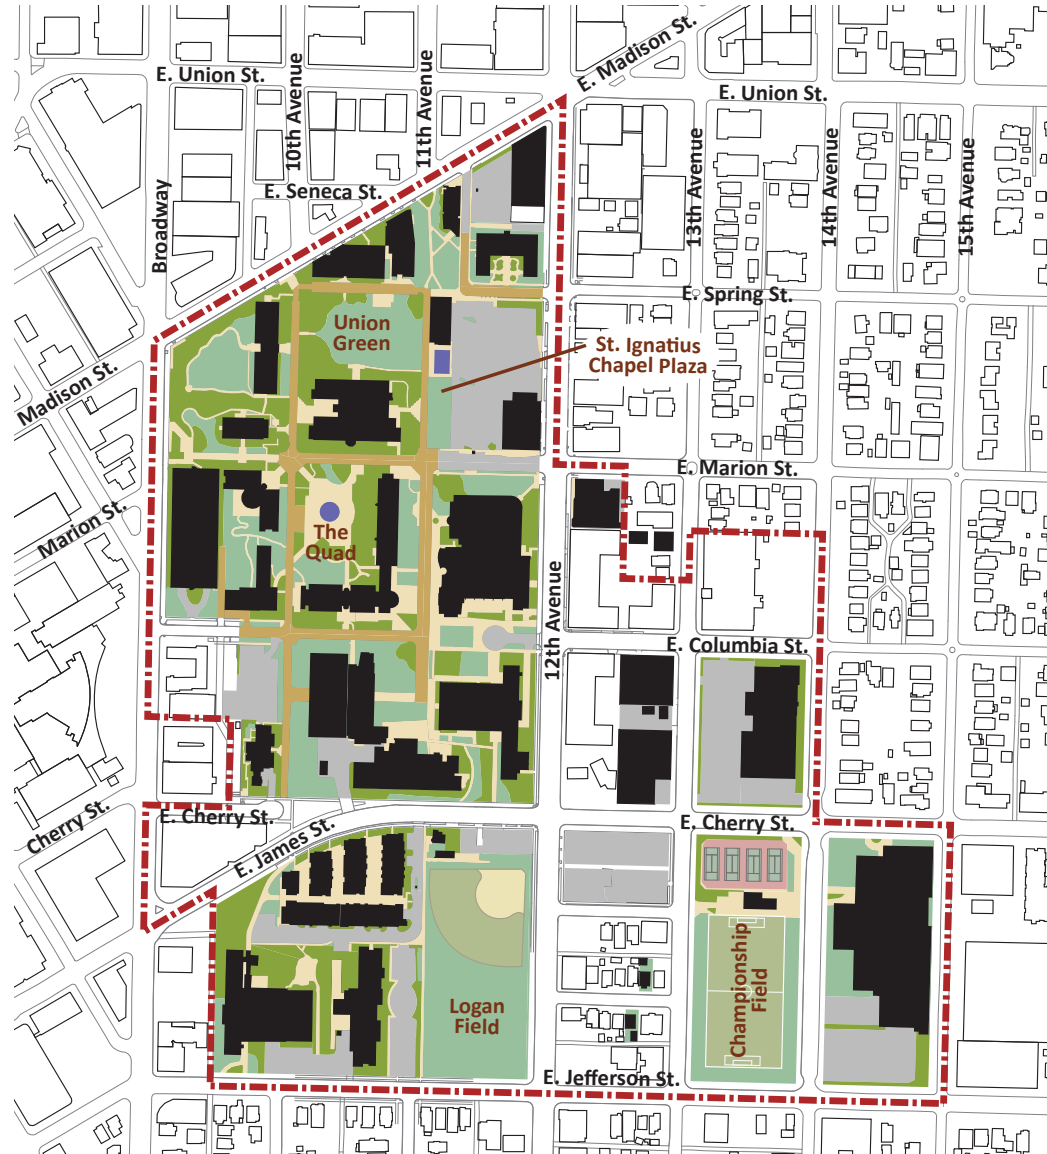 E. Madison St.
E. Union St.
10th Avenue
11th Avenue
E. Union St.
13th Avenue
14th Avenue
15th Avenue
E. Seneca St.
Broadway
E. Spring St.
Union
Green
St. Ignatius
Chapel Plaza
Madison St.
E. Marion St.
Marion St.
The
Quad
12th Avenue
E. Columbia St.
E. Cherry St.
Cherry St.
E. James St.
E. Cherry St.
Championship
Field
Logan
Field
E. Jefferson St.